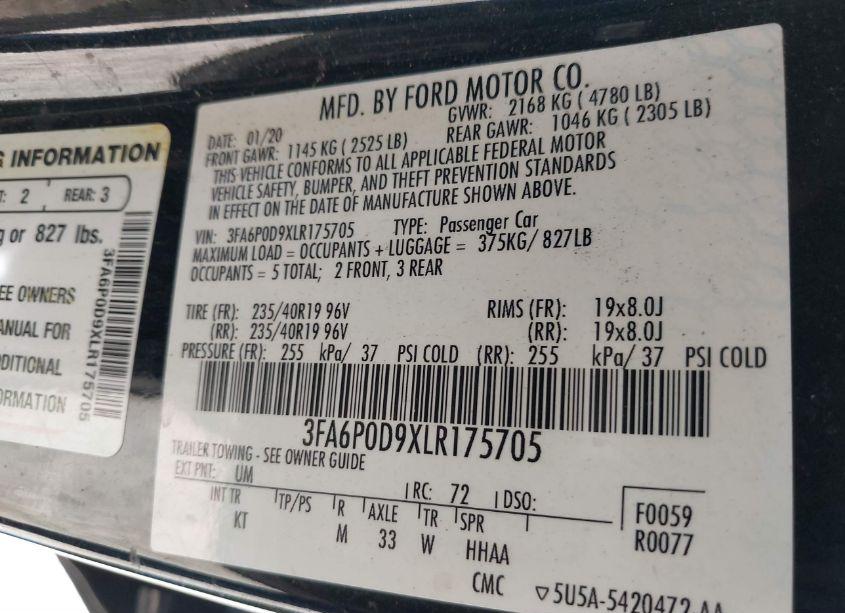 G INFORMATION
2 REAR: 3
or 827 lbs.
EE OWNERS
ANUAL FOR
DDITIONAL
ORMATION
3FA6P0D9XLR175705
MFD. BY FORD MOTOR CO.
DATE: 01/20 GVWR: 2168 KG ( 4780 LB)
FRONT GAWR: 1145 KG ( 2525 LB) REAR GAWR: 1046 KG ( 2305 LB)
THIS VEHICLE CONFORMS TO ALL APPLICABLE FEDERAL MOTOR
VEHICLE SAFETY, BUMPER, AND THEFT PREVENTION STANDARDS
IN EFFECT ON THE DATE OF MANUFACTURE SHOWN ABOVE.
VIN: 3FA6P0D9XLR175705 TYPE: Passenger Car
MAXIMUM LOAD = OCCUPANTS + LUGGAGE = 375KG/ 827LB
OCCUPANTS = 5 TOTAL; 2 FRONT, 3 REAR
TIRE (FR): 235/40R19 96V RIMS (FR): 19x8.0J
(RR): 235/40R19 96V (RR): 19x8.0J
PRESSURE (FR): 255 kPa/ 37 PSI COLD (RR): 255 kPa/ 37 PSI COLD
3FA6P0D9XLR175705
TRAILER TOWING - SEE OWNER GUIDE
EXT PNT: UM RC: 72 DSO:
INT TR TP/PS R AXLE TR SPR F0059
KT M 33 W HHAA R0077
CMC ▽5U5A-5420472 AA